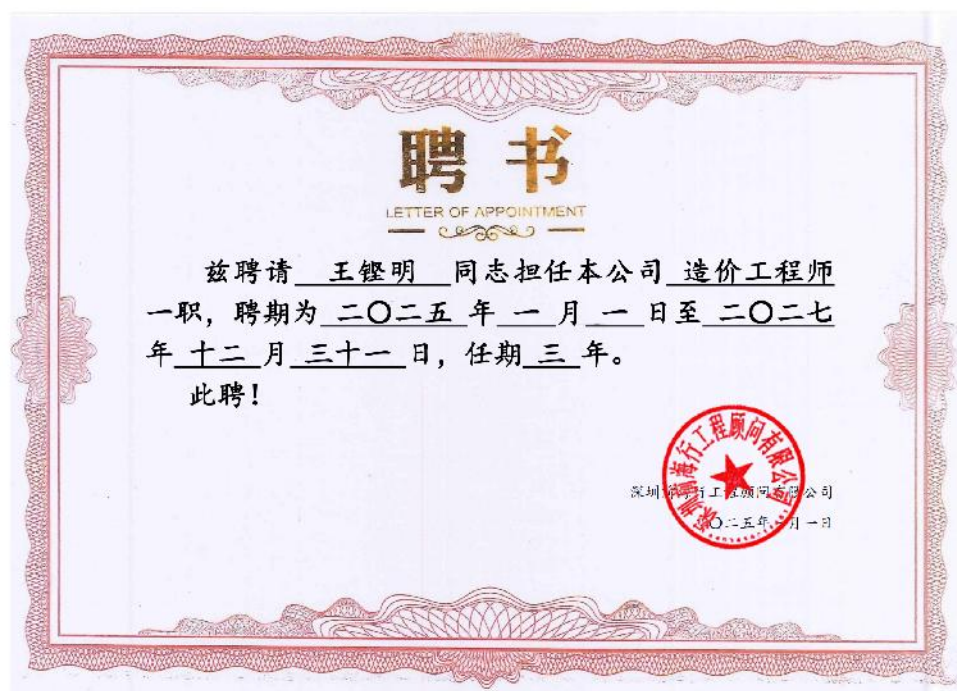 聘书
LETTER OF APPOINTMENT
兹聘请 王铿明 同志担任本公司 造价工程师
一职，聘期为 二〇二五 年 一 月 一 日至 二〇二七
年 十二 月 三十一 日，任期 三 年。
此聘！
深圳市海行工程顾问有限公司
二〇二五年一月一日